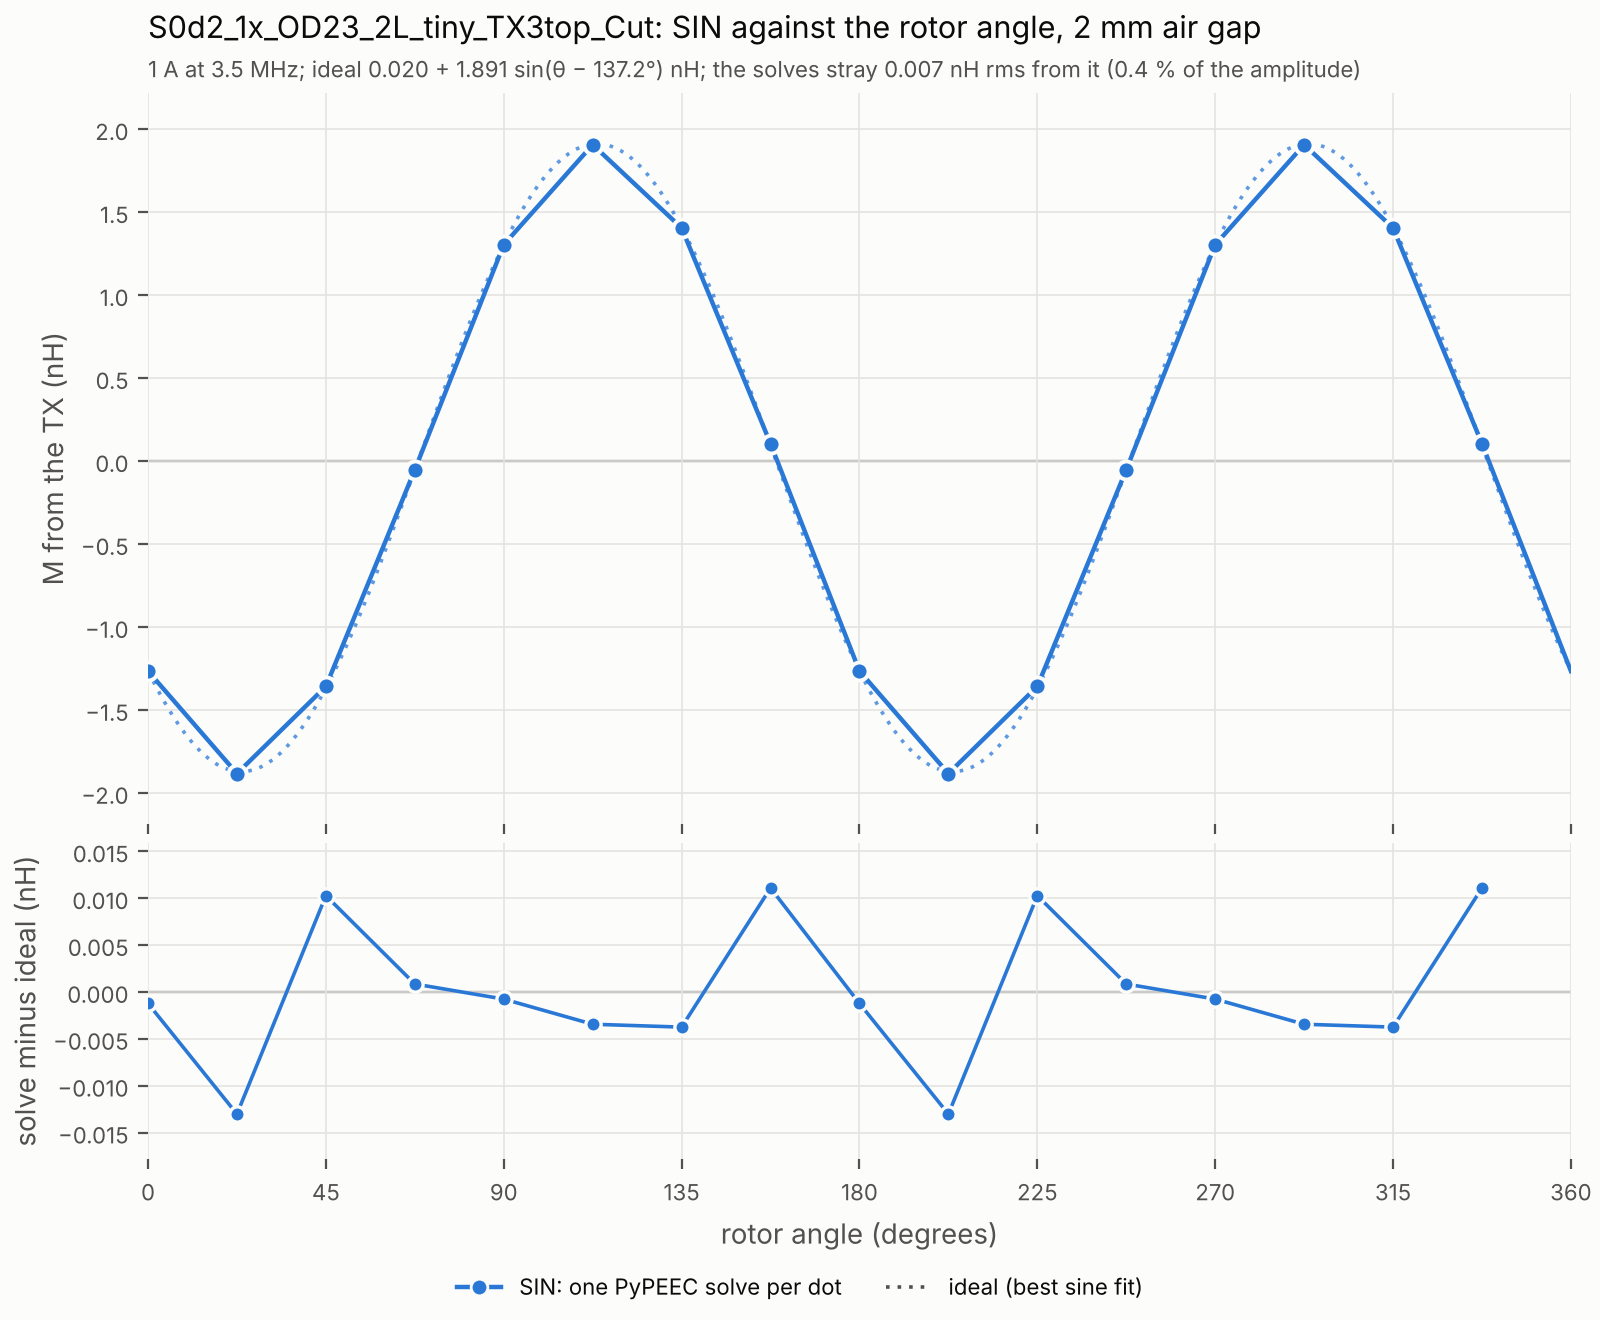 S0d2_1x_OD23_2L_tiny_TX3top_Cut: SIN against the rotor angle, 2 mm air gap
1 A at 3.5 MHz; ideal 0.020 + 1.891 sin(θ − 137.2°) nH; the solves stray 0.007 nH rms from it (0.4 % of the amplitude)
M from the TX (nH)
2.0
1.5
1.0
0.5
0.0
−0.5
−1.0
−1.5
−2.0
solve minus ideal (nH)
0.015
0.010
0.005
0.000
−0.005
−0.010
−0.015
0 45 90 135 180 225 270 315 360
rotor angle (degrees)
SIN: one PyPEEC solve per dot ideal (best sine fit)